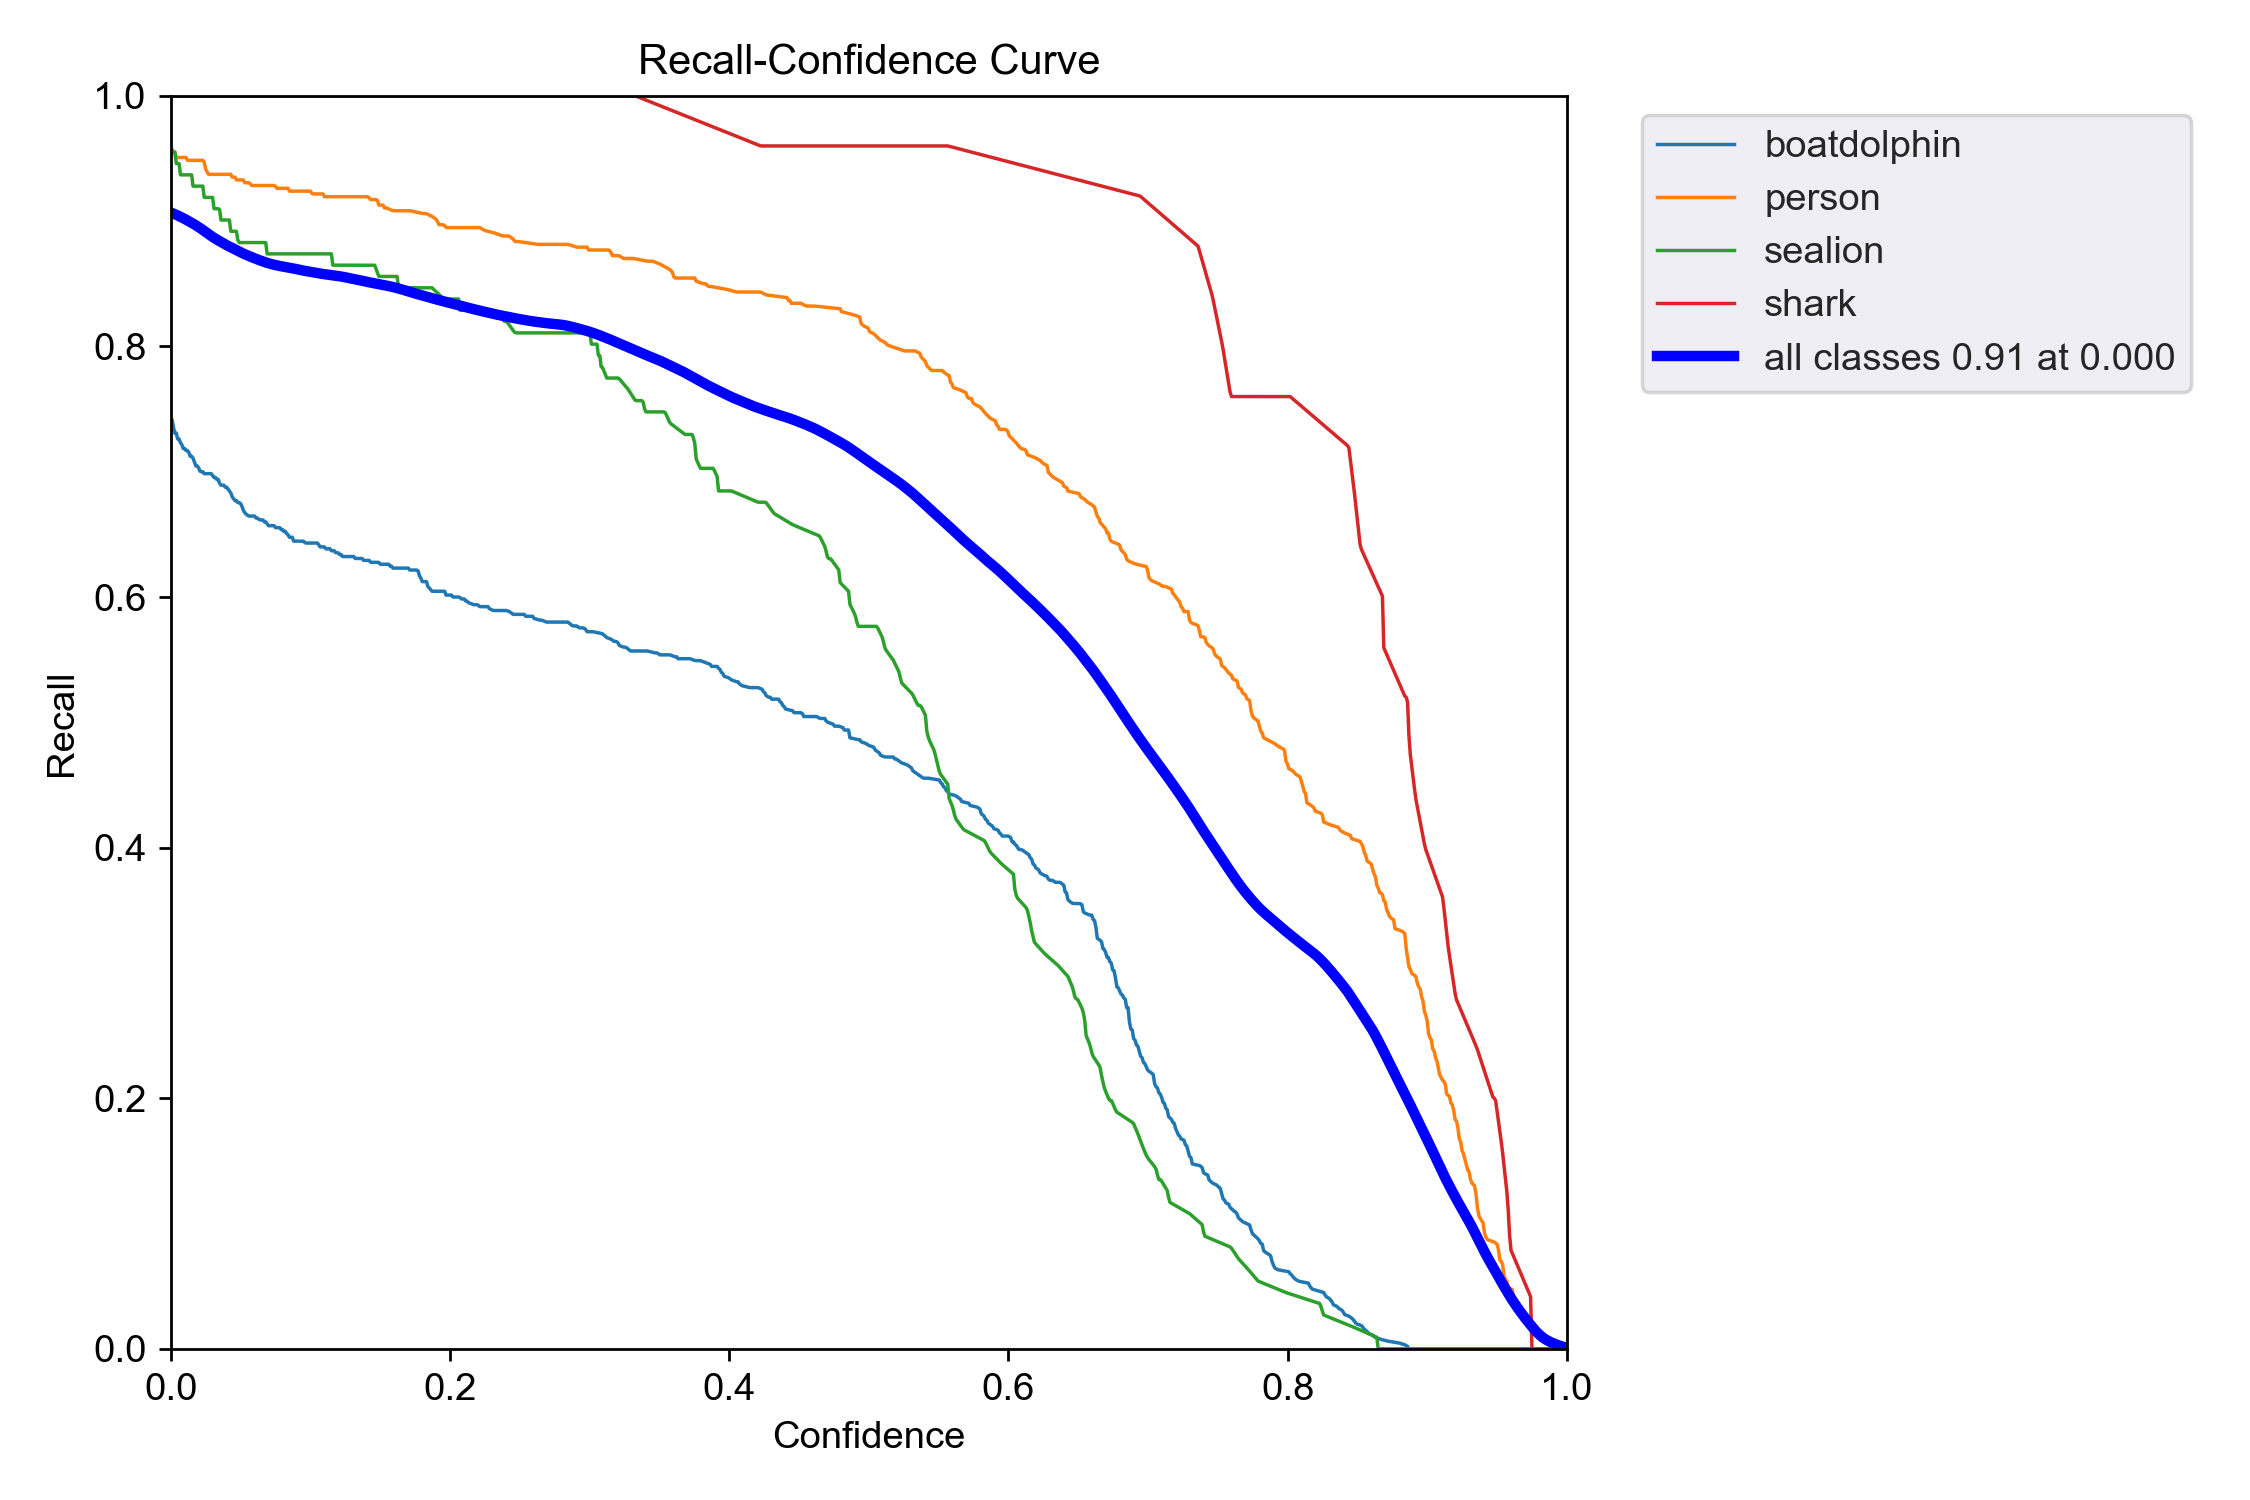 Recall-Confidence Curve
1.0
0.8
0.6
0.4
0.2
0.0
Recall
0.0 0.2 0.4 0.6 0.8 1.0
Confidence
boatdolphin
person
sealion
shark
all classes 0.91 at 0.000